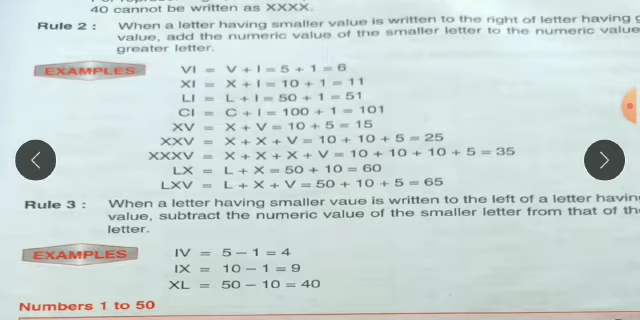 40 cannot be written as XXXX.
Rule 2 : When a letter having smaller value is written to the right of letter having
value, add the numeric value of the smaller letter to the numeric value
greater letter.
EXAMPLES
VI = V + I = 5 + 1 = 6
XI = X + I = 10 + 1 = 11
LI = L + I = 50 + 1 = 51
CI = C + I = 100 + 1 = 101
XV = X + V = 10 + 5 = 15
XXV = X + X + V = 10 + 10 + 5 = 25
XXXV = X + X + X + V = 10 + 10 + 10 + 5 = 35
LX = L + X = 50 + 10 = 60
LXV = L + X + V = 50 + 10 + 5 = 65
Rule 3 : When a letter having smaller vaue is written to the left of a letter
value, subtract the numeric value of the smaller letter from that of
letter.
EXAMPLES
IV = 5 – 1 = 4
IX = 10 – 1 = 9
XL = 50 – 10 = 40
Numbers 1 to 50